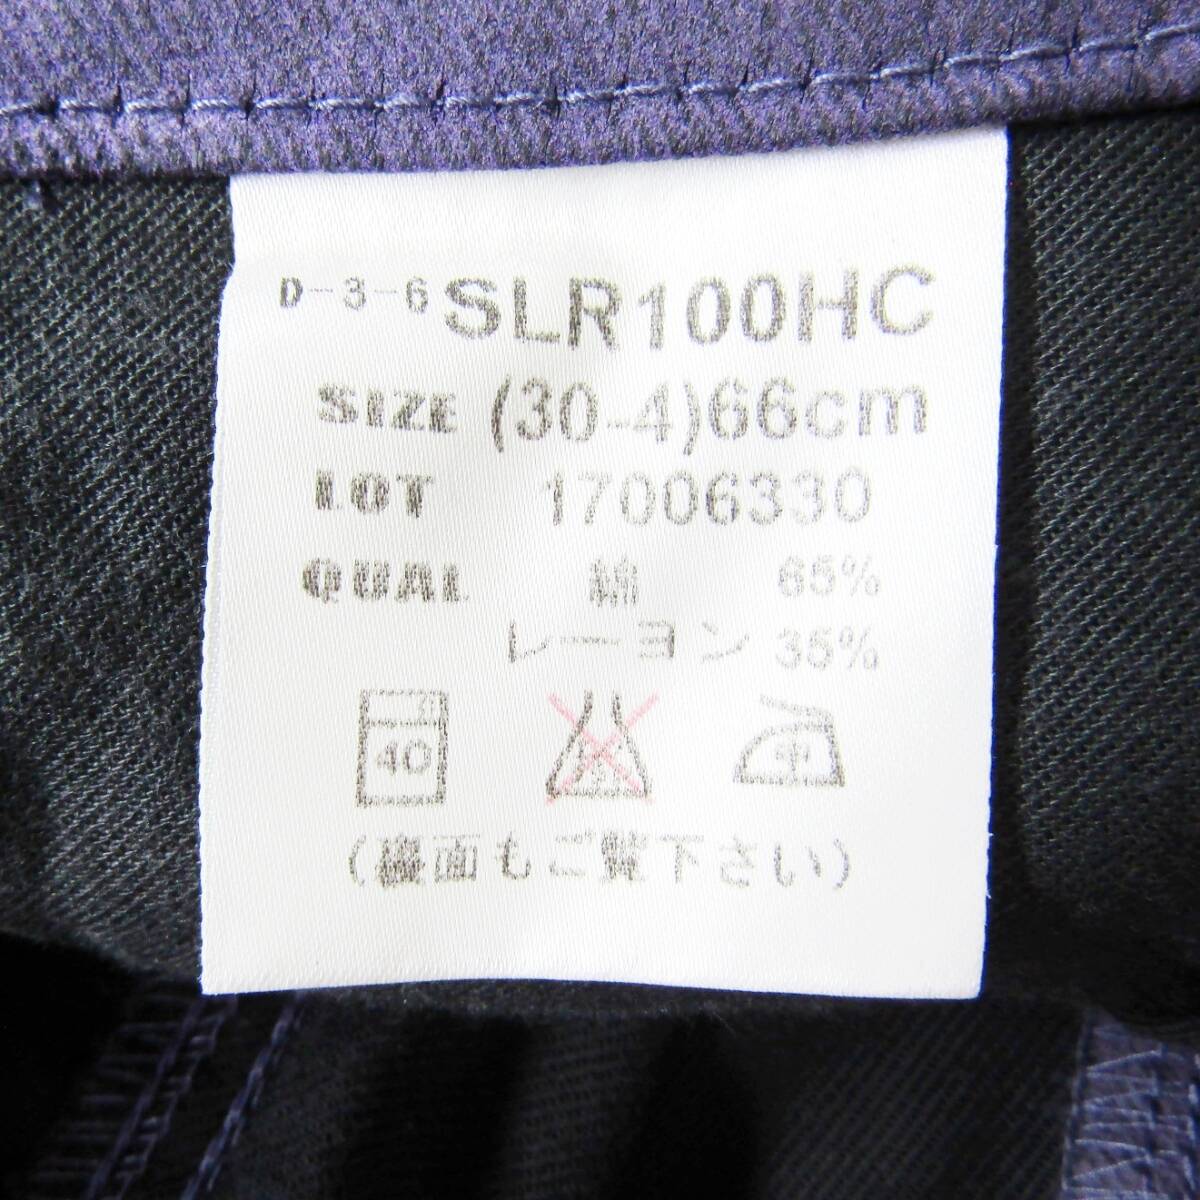 D-3-6 SLR100HC
SIZE (30-4)66cm
LOT 17006330
QUAL 綿 65%
レーヨン 35%
40 中
(裏面もご覧下さい)